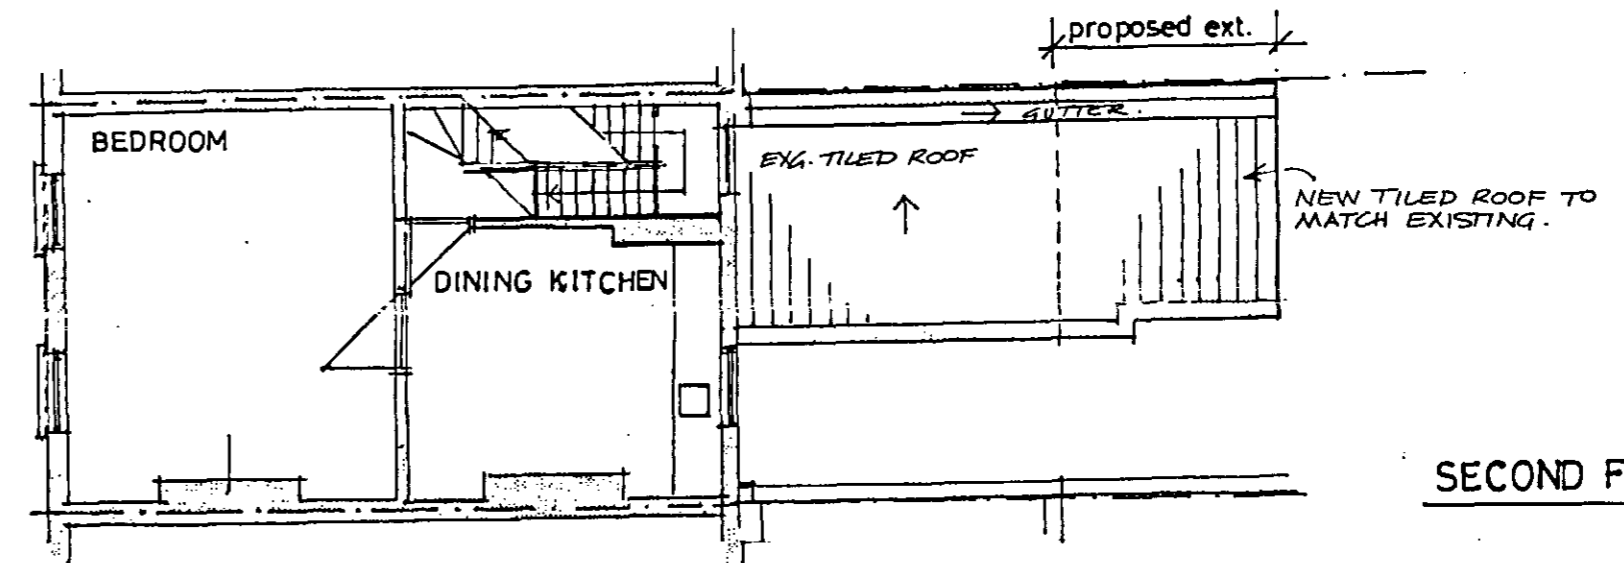 proposed ext.
BEDROOM
GUTTER.
EXG. TILED ROOF
NEW TILED ROOF TO
MATCH EXISTING.
DINING KITCHEN
SECOND F